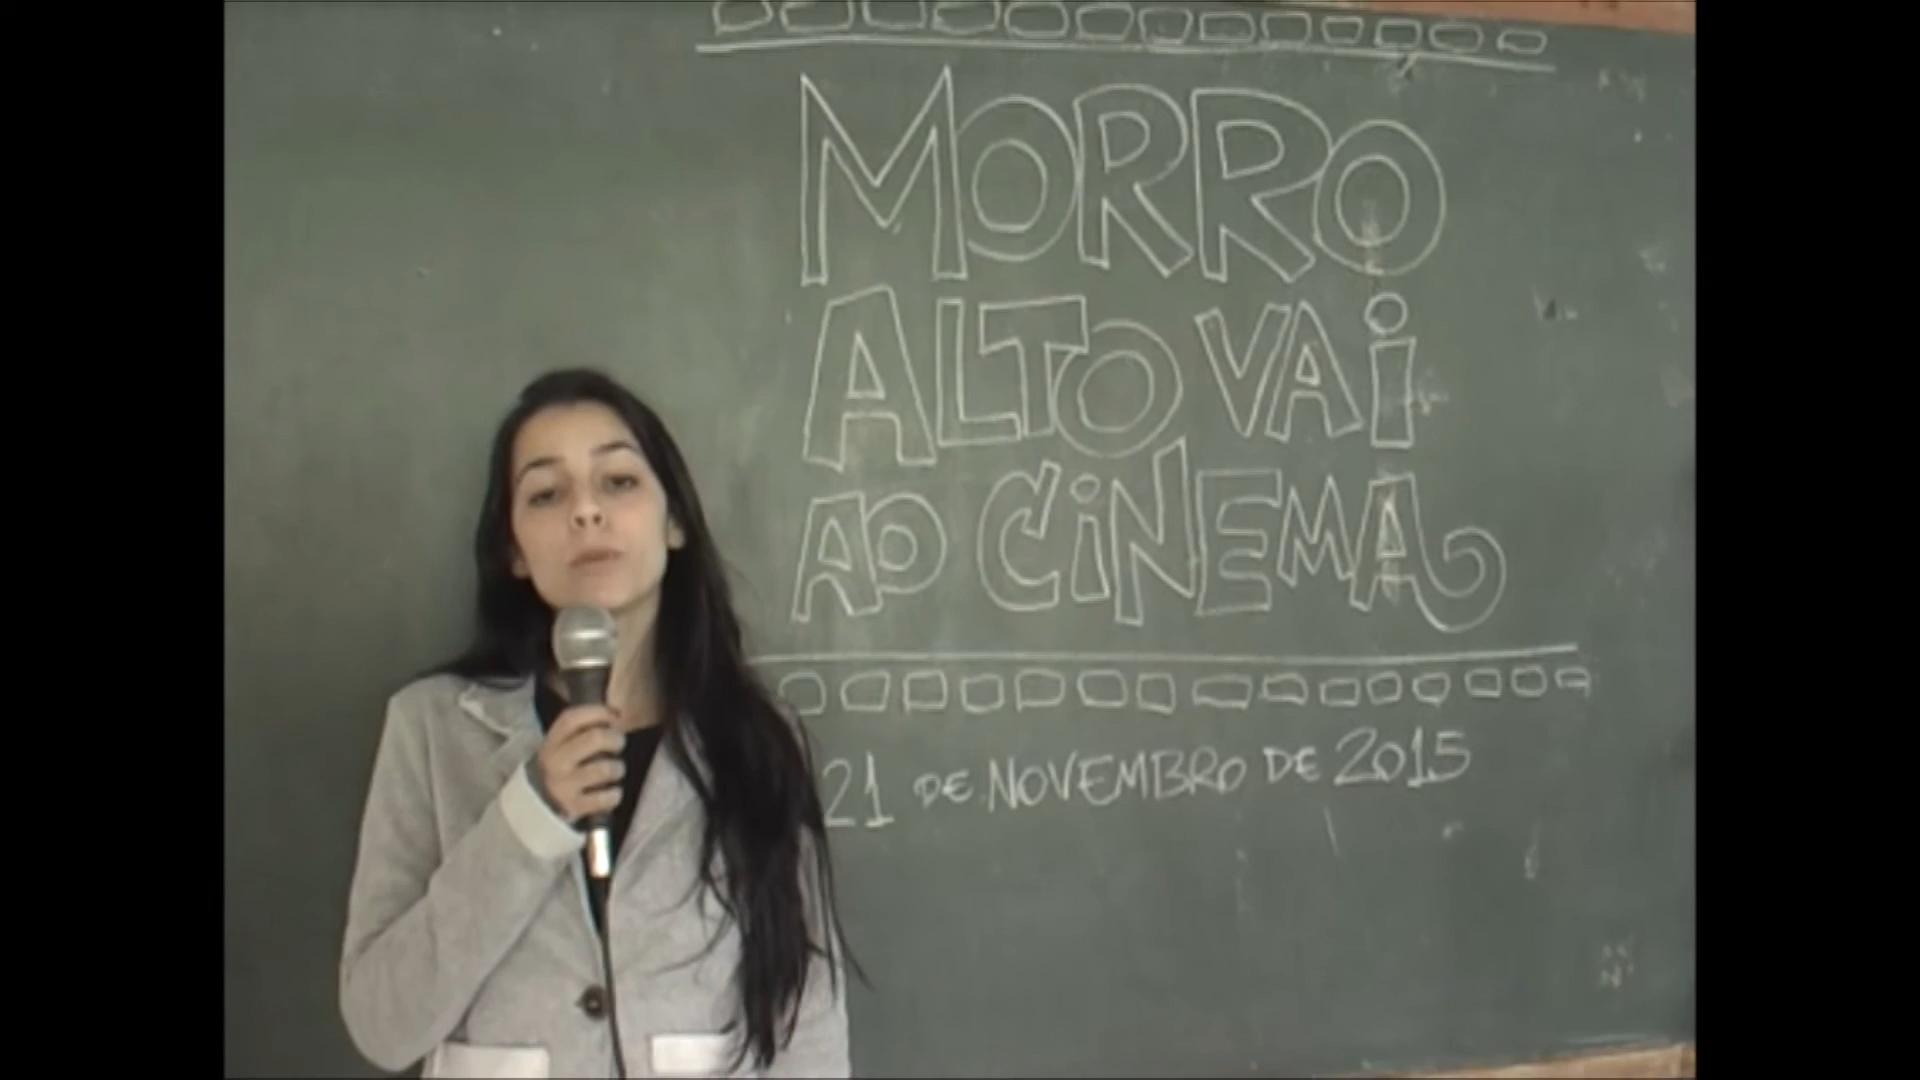 MORRO
ALTO VAi
AO CiNEMA
21 DE NOVEMBRO DE 2015